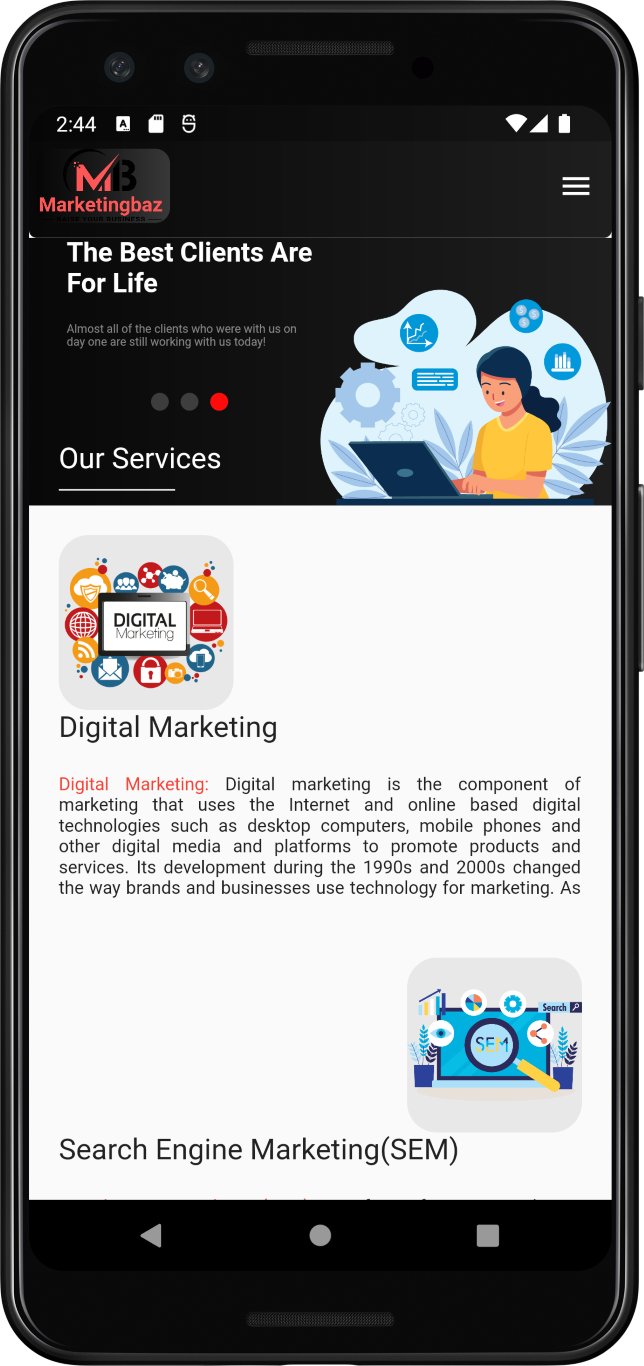 2:44
MB
Marketingbaz
RAISE YOUR BUSINESS
The Best Clients Are
For Life
Almost all of the clients who were with us on
day one are still working with us today!
Our Services
DIGITAL
Marketing
Digital Marketing
Digital Marketing: Digital marketing is the component of
marketing that uses the Internet and online based digital
technologies such as desktop computers, mobile phones and
other digital media and platforms to promote products and
services. Its development during the 1990s and 2000s changed
the way brands and businesses use technology for marketing. As
Search
SEM
Search Engine Marketing(SEM)